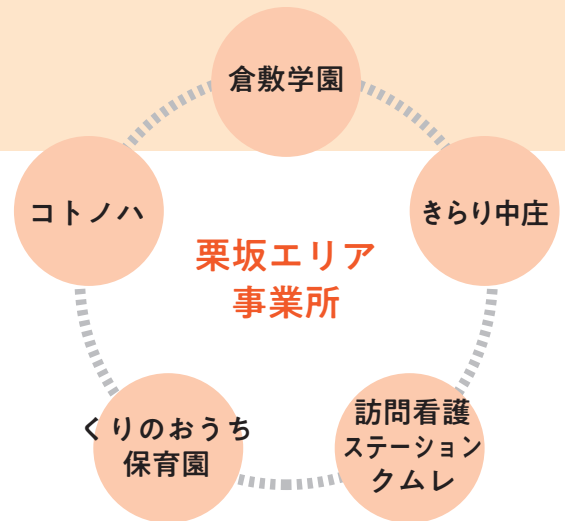 倉敷学園
コトノハ
きらり中庄
栗坂エリア
事業所
くりのおうち
保育園
訪問看護
ステーション
クムレ